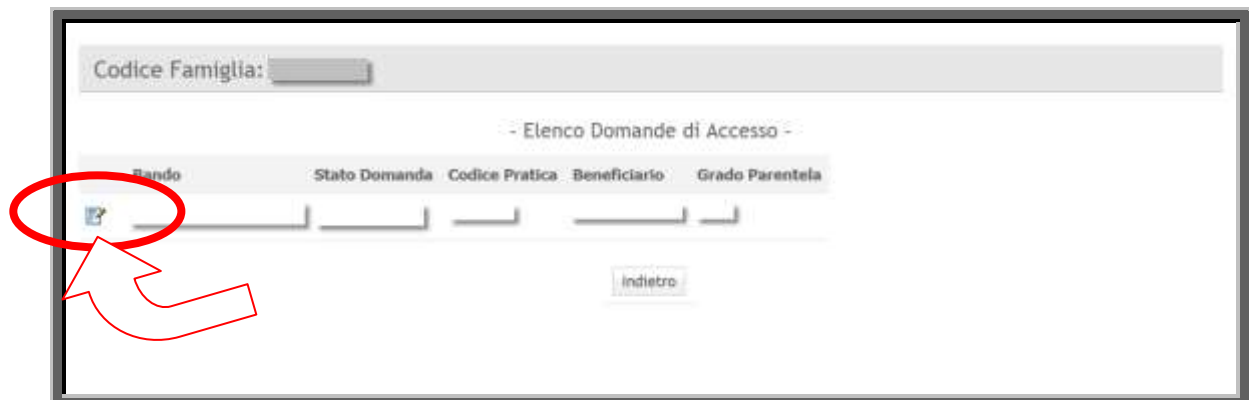 Codice Famiglia:
- Elenco Domande di Accesso -
Bando Stato Domanda Codice Pratica Beneficiario Grado Parentela
Indietro